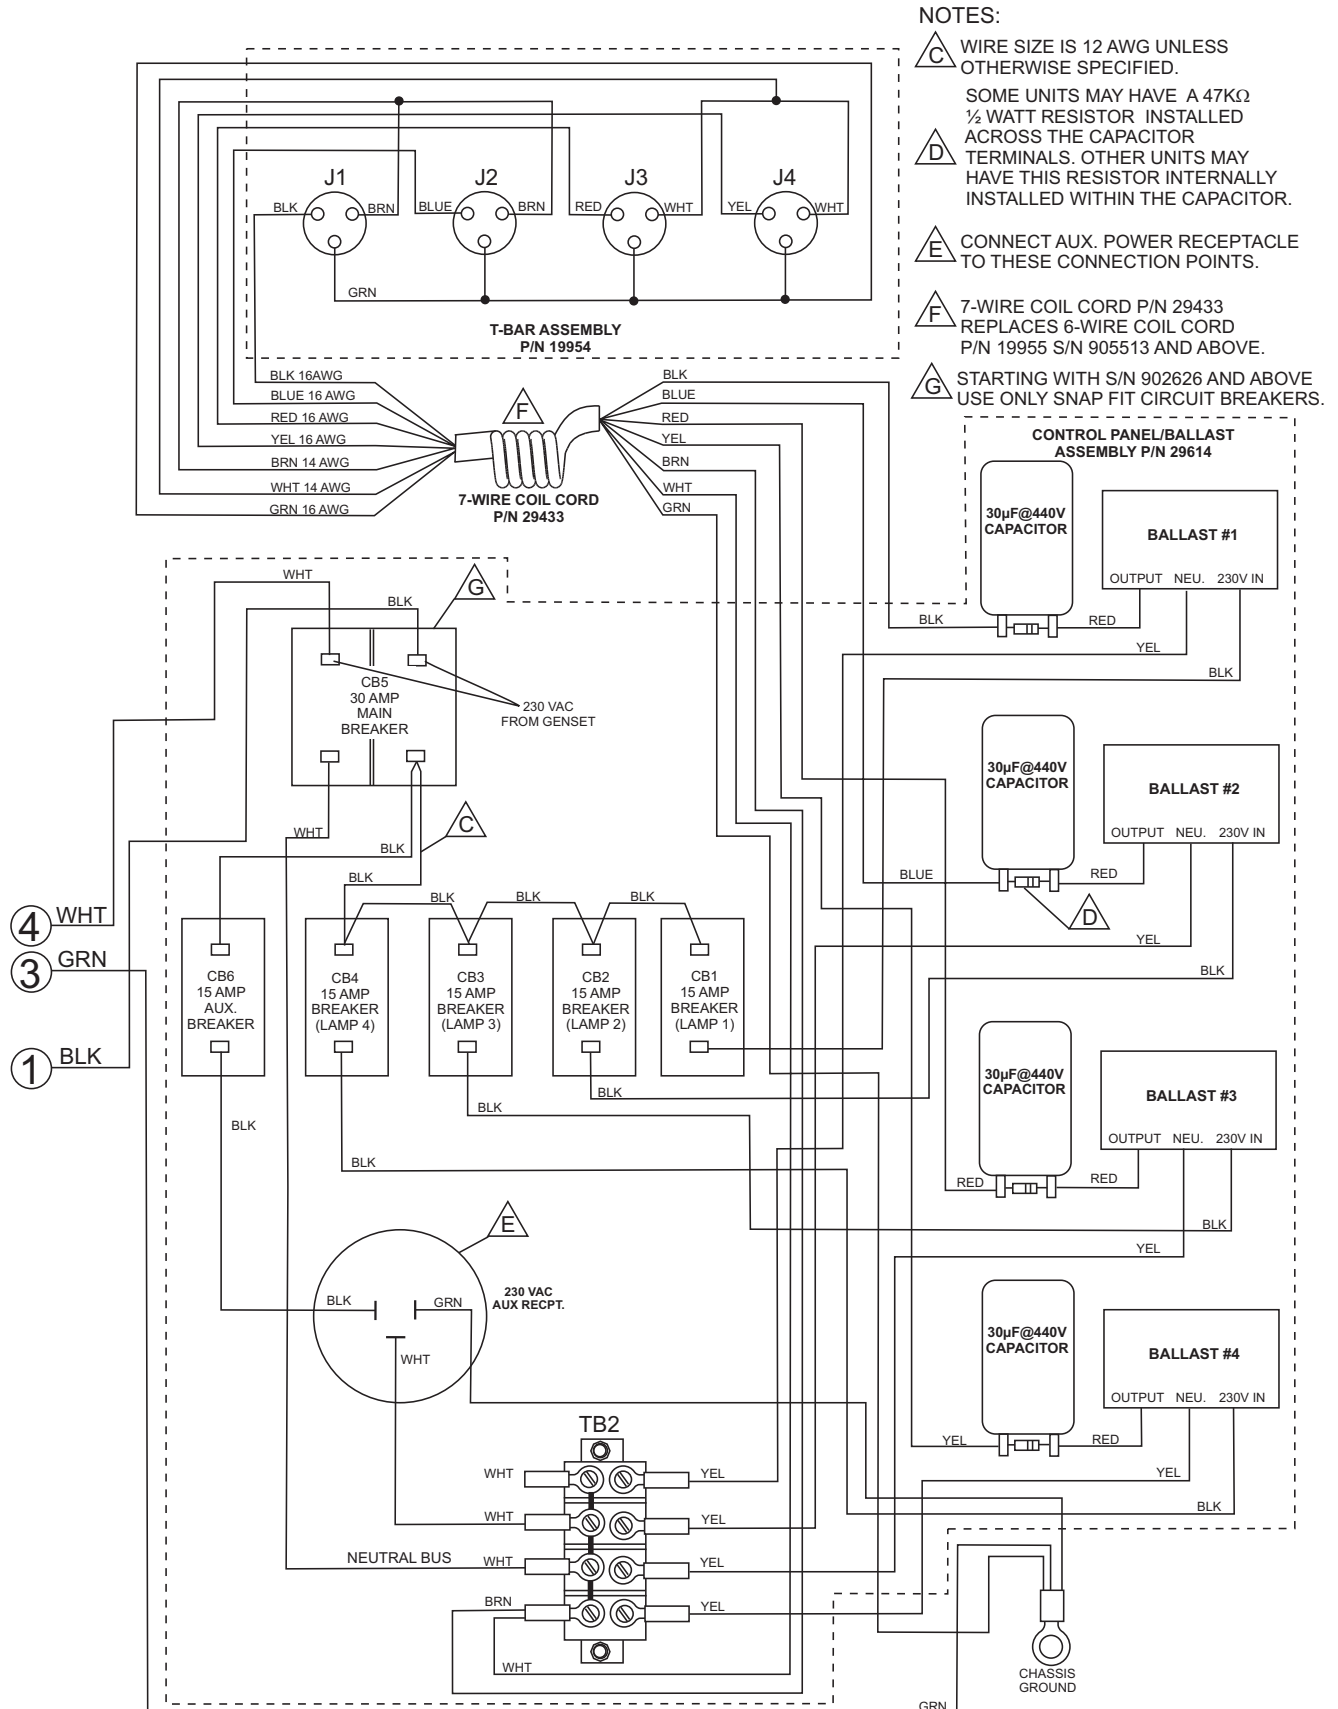 NOTES:
C
WIRE SIZE IS 12 AWG UNLESS
OTHERWISE SPECIFIED.
D
SOME UNITS MAY HAVE A 47KΩ
½ WATT RESISTOR INSTALLED
ACROSS THE CAPACITOR
TERMINALS. OTHER UNITS MAY
HAVE THIS RESISTOR INTERNALLY
INSTALLED WITHIN THE CAPACITOR.
E
CONNECT AUX. POWER RECEPTACLE
TO THESE CONNECTION POINTS.
F
7-WIRE COIL CORD P/N 29433
REPLACES 6-WIRE COIL CORD
P/N 19955 S/N 905513 AND ABOVE.
G
STARTING WITH S/N 902626 AND ABOVE
USE ONLY SNAP FIT CIRCUIT BREAKERS.
J1
J2
J3
J4
BLK
BRN
BLUE
BRN
RED
WHT
YEL
WHT
GRN
T-BAR ASSEMBLY
P/N 19954
BLK 16AWG
BLUE 16 AWG
RED 16 AWG
YEL 16 AWG
BRN 14 AWG
WHT 14 AWG
GRN 16 AWG
F
7-WIRE COIL CORD
P/N 29433
BLK
BLUE
RED
YEL
BRN
WHT
GRN
CONTROL PANEL/BALLAST
ASSEMBLY P/N 29614
30µF@440V
CAPACITOR
BALLAST #1
OUTPUT NEU. 230V IN
BLK
RED
YEL
BLK
WHT
BLK
G
CB5
30 AMP
MAIN
BREAKER
230 VAC
FROM GENSET
30µF@440V
CAPACITOR
BALLAST #2
OUTPUT NEU. 230V IN
BLUE
RED
D
YEL
BLK
WHT
BLK
C
BLK
BLK
BLK
BLK
4
WHT
3
GRN
1
BLK
CB6
15 AMP
AUX.
BREAKER
CB4
15 AMP
BREAKER
(LAMP 4)
CB3
15 AMP
BREAKER
(LAMP 3)
CB2
15 AMP
BREAKER
(LAMP 2)
CB1
15 AMP
BREAKER
(LAMP 1)
BLK
BLK
BLK
BLK
30µF@440V
CAPACITOR
BALLAST #3
OUTPUT NEU. 230V IN
RED
RED
BLK
YEL
E
230 VAC
AUX RECPT.
BLK
GRN
WHT
30µF@440V
CAPACITOR
BALLAST #4
OUTPUT NEU. 230V IN
YEL
RED
YEL
BLK
TB2
WHT
YEL
WHT
YEL
NEUTRAL BUS
WHT
YEL
BRN
YEL
WHT
CHASSIS
GROUND
GRN